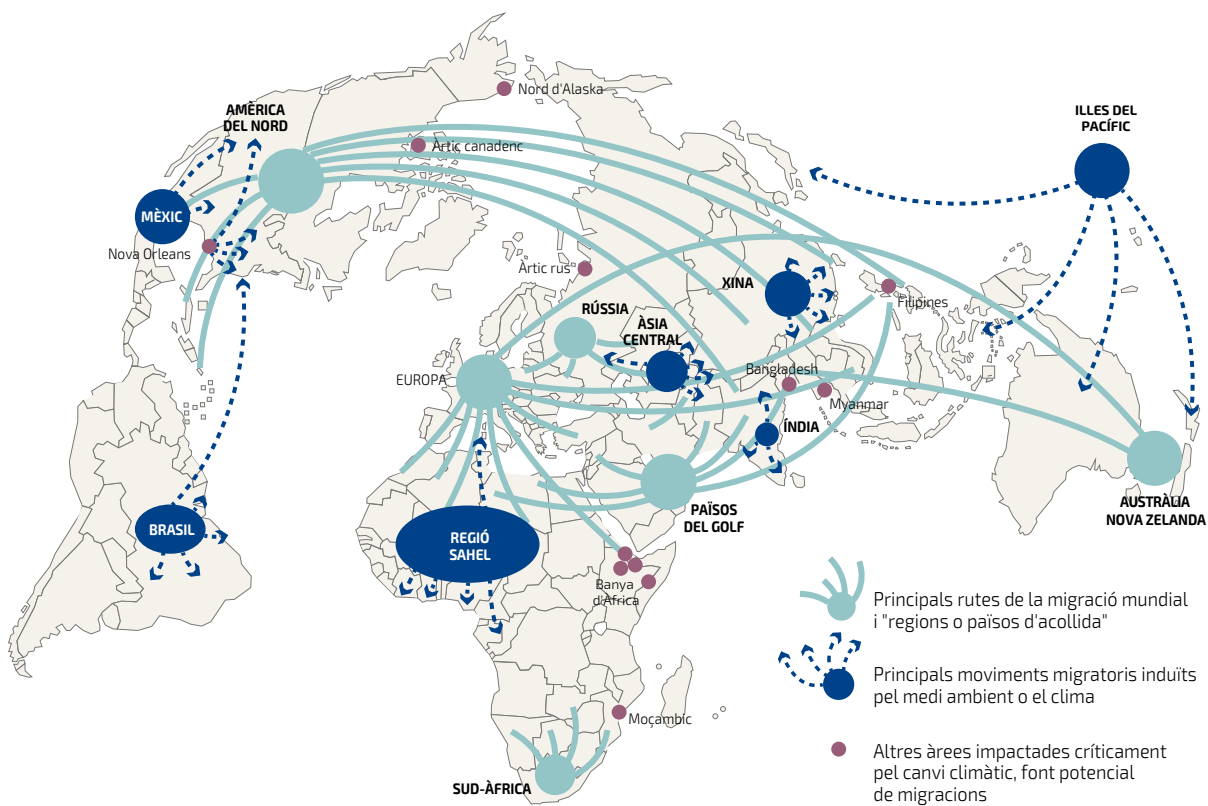 Nord d'Alaska
AMÈRICA
DEL NORD
ILLES DEL
PACÍFIC
Àrtic canadenc
MÈXIC
Nova Orleans
Àrtic rus
XINA
Filipines
RÚSSIA
ÀSIA
CENTRAL
EUROPA
Bangladesh
Myanmar
ÍNDIA
PAÏSOS
DEL GOLF
AUSTRÀLIA
NOVA ZELANDA
BRASIL
REGIÓ
SAHEL
Banya
d'Africa
Moçambic
SUD-ÀFRICA
Principals rutes de la migració mundial
i "regions o països d'acollida"
Principals moviments migratoris induïts
pel medi ambient o el clima
Altres àrees impactades críticament
pel canvi climàtic, font potencial
de migracions